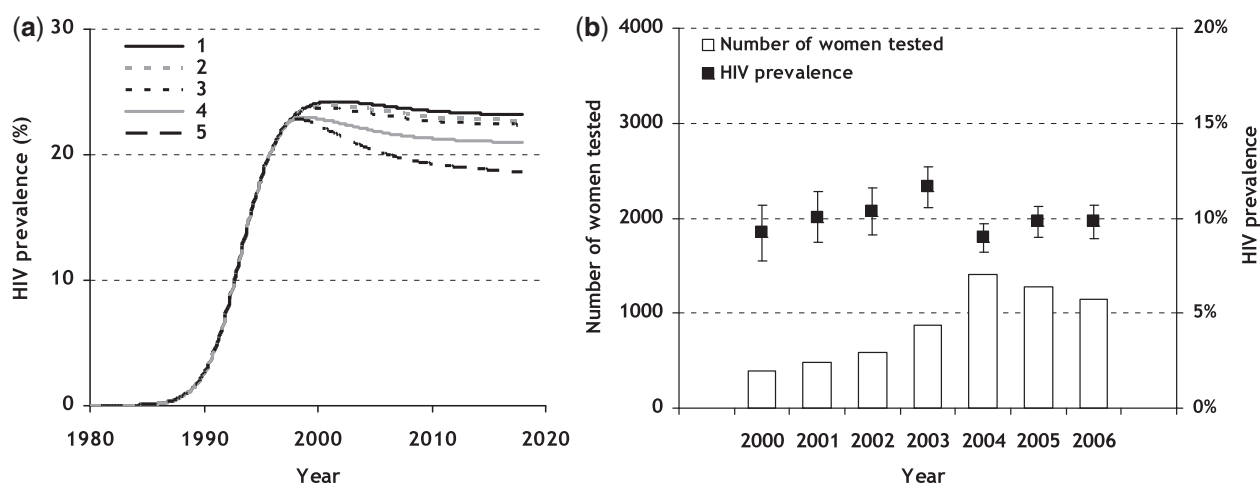 (a)
30
20
10
0
HIV prevalence (%)
1
2
3
4
5
1980 1990 2000 2010 2020
Year
(b)
4000
3000
2000
1000
0
Number of women tested
Number of women tested
HIV prevalence
20%
15%
10%
5%
0%
HIV prevalence
2000 2001 2002 2003 2004 2005 2006
Year